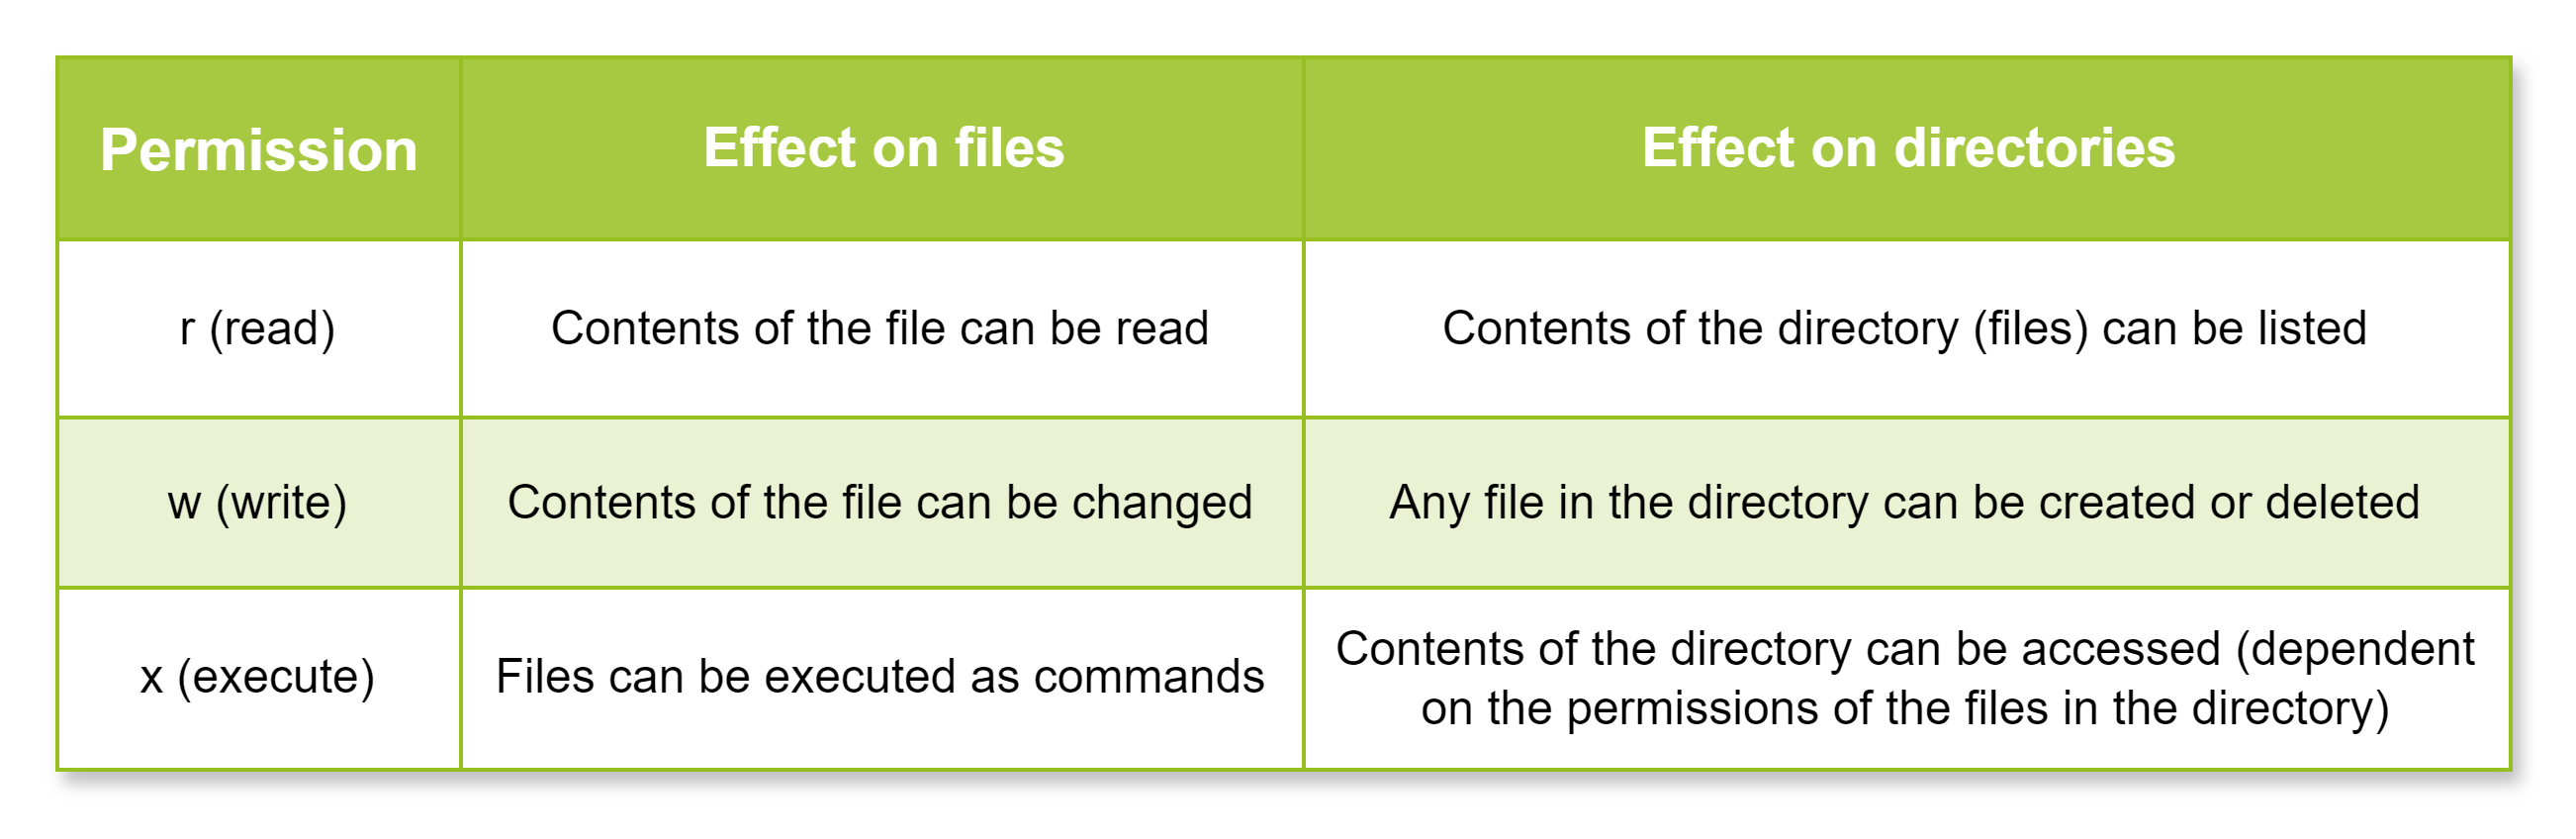 Permission
Effect on files
Effect on directories
r (read)
Contents of the file can be read
Contents of the directory (files) can be listed
w (write)
Contents of the file can be changed
Any file in the directory can be created or deleted
x (execute)
Files can be executed as commands
Contents of the directory can be accessed (dependent
on the permissions of the files in the directory)